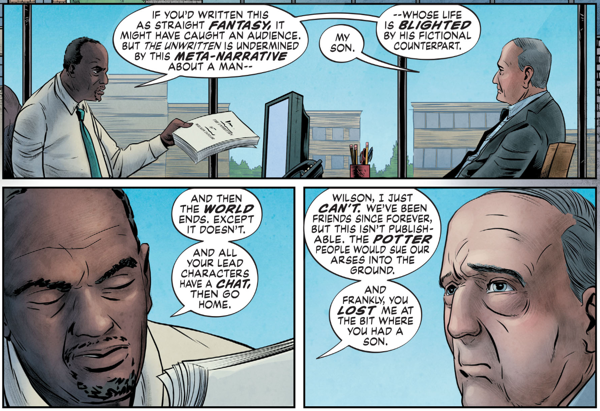 IF YOU'D WRITTEN THIS
AS STRAIGHT FANTASY, IT
MIGHT HAVE CAUGHT AN AUDIENCE.
BUT THE UNWRITTEN IS UNDERMINED
BY THIS META-NARRATIVE
ABOUT A MAN--
MY
SON.
--WHOSE LIFE
IS BLIGHTED
BY HIS FICTIONAL
COUNTERPART.
AND THEN
THE WORLD
ENDS. EXCEPT
IT DOESN'T.
AND ALL
YOUR LEAD
CHARACTERS
HAVE A CHAT,
THEN GO
HOME.
WILSON, I JUST
CAN'T. WE'VE BEEN
FRIENDS SINCE FOREVER,
BUT THIS ISN'T PUBLISH-
ABLE. THE POTTER
PEOPLE WOULD SUE OUR
ARSES INTO THE
GROUND.
AND
FRANKLY, YOU
LOST ME AT
THE BIT WHERE
YOU HAD A
SON.